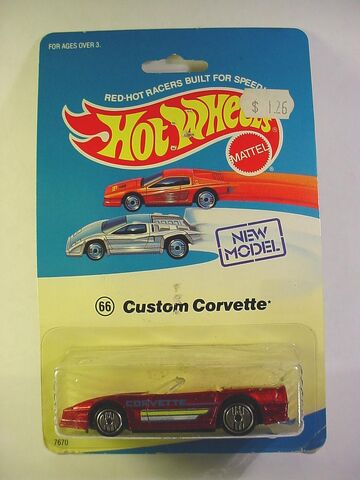 FOR AGES OVER 3.
RED-HOT RACERS BUILT FOR SPEED!
$ 1.26
HOT WHEELS
MATTEL
NEW
MODEL
66 Custom Corvette*
CORVETTE
7670